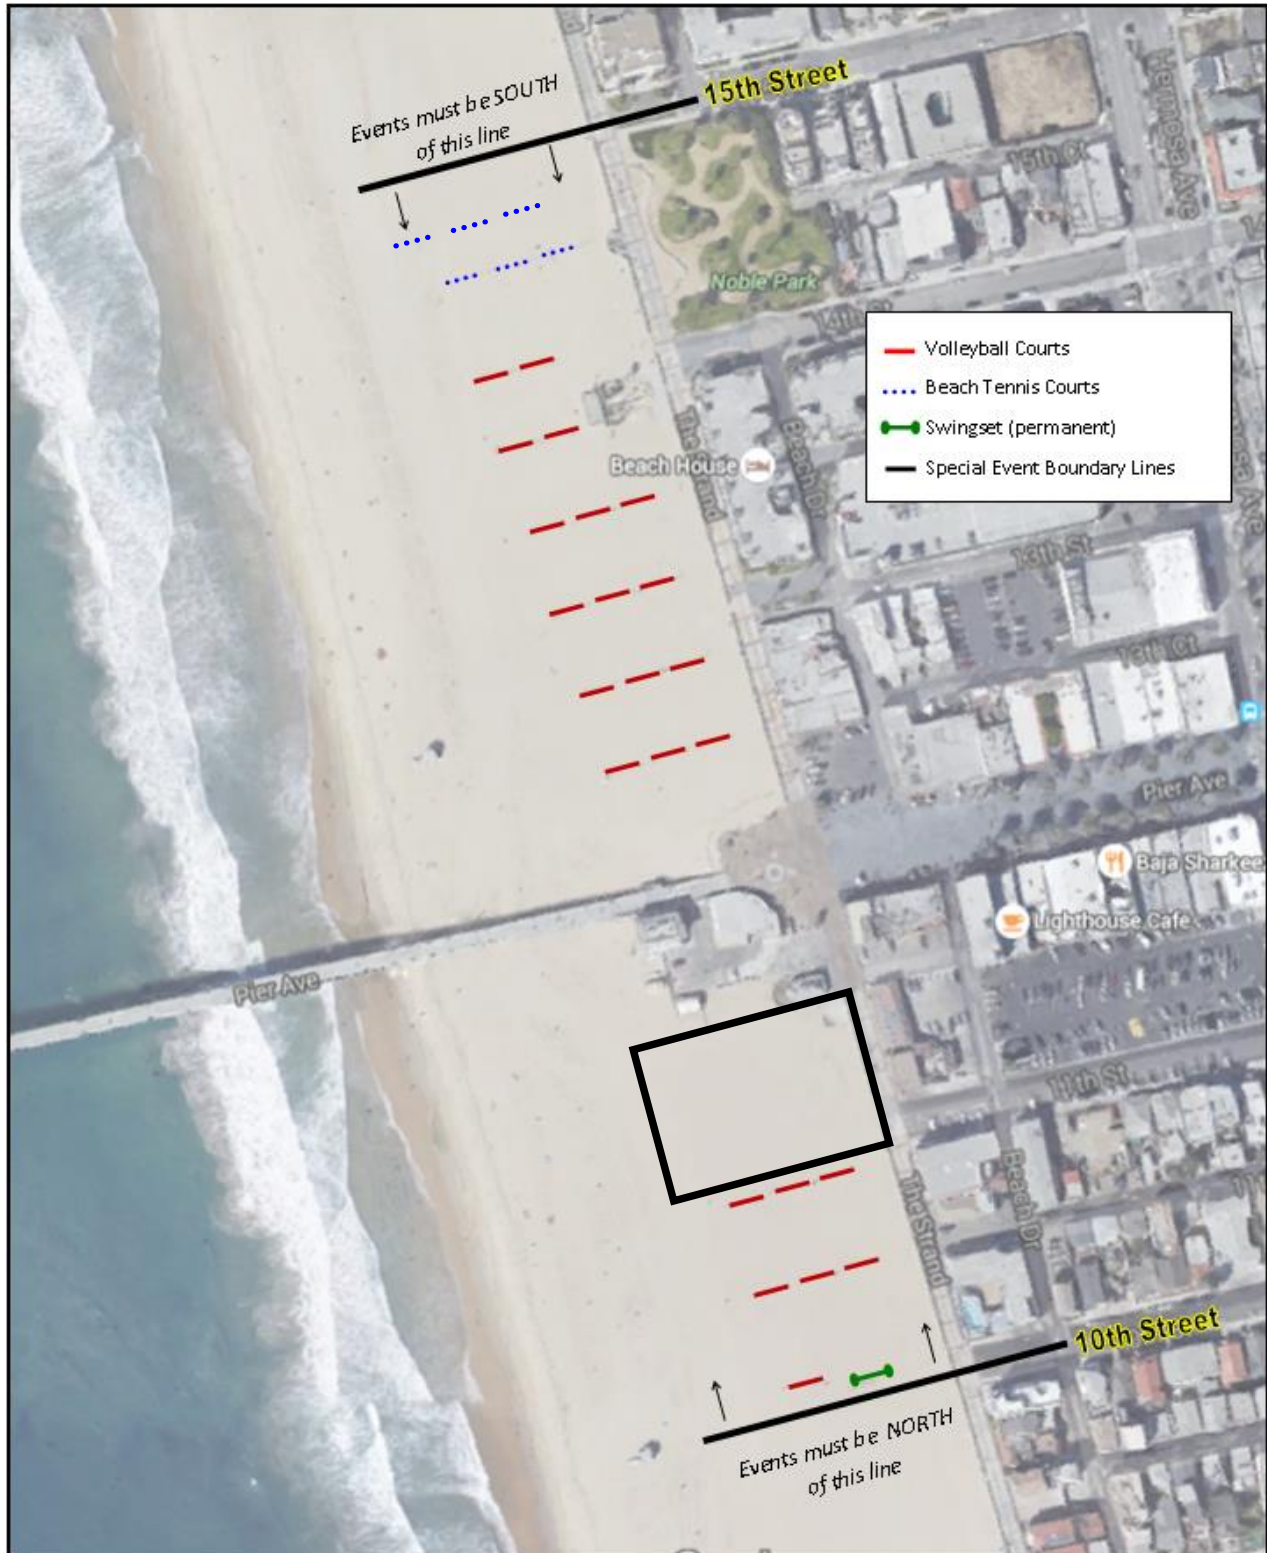 15th Street
Events must be SOUTH
of this line
15th Ct
Hermosa Ave
Noble Park
Volleyball Courts
Beach Tennis Courts
Swingset (permanent)
Special Event Boundary Lines
The Strand
Beach House
Beach Dr
13th St
13th Ct
Pier Ave
Baja Sharkee
Lighthouse Cafe
Pier Ave
11th St
Beach Dr
The Strand
10th Street
Events must be NORTH
of this line